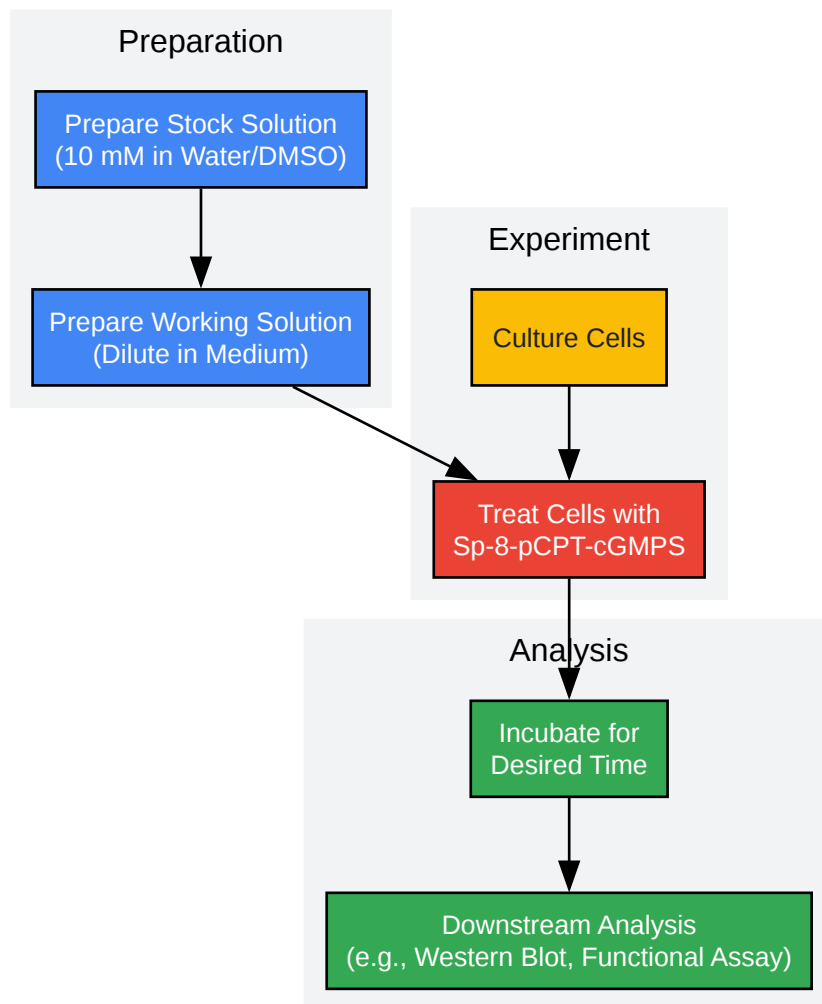 Preparation
Prepare Stock Solution
(10 mM in Water/DMSO)
Prepare Working Solution
(Dilute in Medium)
Experiment
Culture Cells
Treat Cells with
Sp-8-pCPT-cGMPS
Analysis
Incubate for
Desired Time
Downstream Analysis
(e.g., Western Blot, Functional Assay)